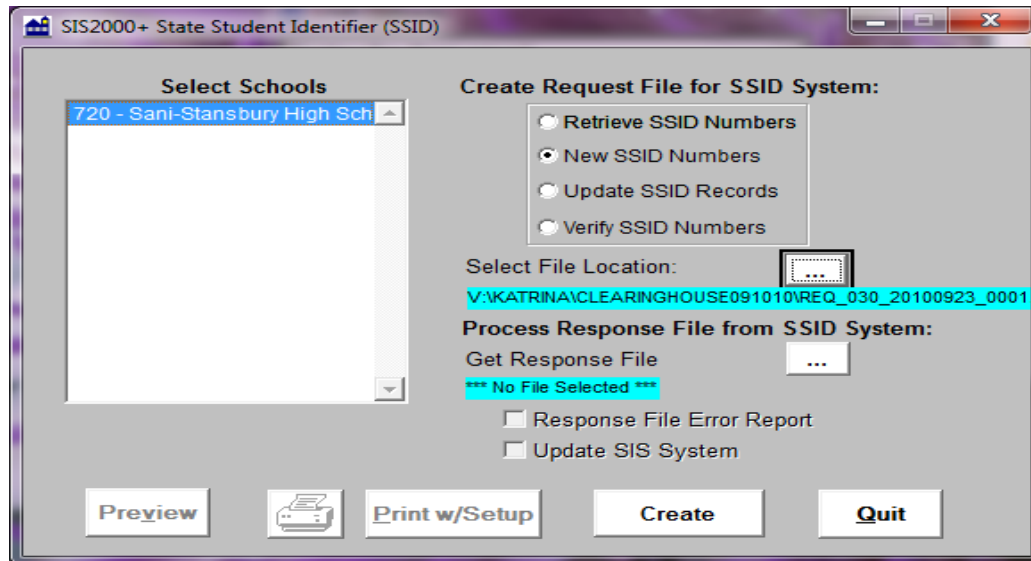 SIS2000+ State Student Identifier (SSID)
Select Schools
720 - Sani-Stansbury High Sch
Create Request File for SSID System:
Retrieve SSID Numbers
New SSID Numbers
Update SSID Records
Verify SSID Numbers
Select File Location:
...
V:\KATRINA\CLEARINGHOUSE091010\REQ_030_20100923_0001
Process Response File from SSID System:
Get Response File
...
*** No File Selected ***
Response File Error Report
Update SIS System
Preview
Print w/Setup
Create
Quit